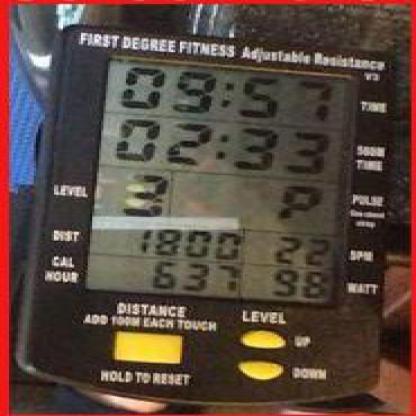 FIRST DEGREE FITNESS Adjustable Resistance
V3
09:57 TIME
02:33 500M TIME
LEVEL 3 P PULSE
DIST 1800 22 SPM
CAL HOUR 637 98 WATT
DISTANCE LEVEL
ADD 100M EACH TOUCH
UP
HOLD TO RESET DOWN